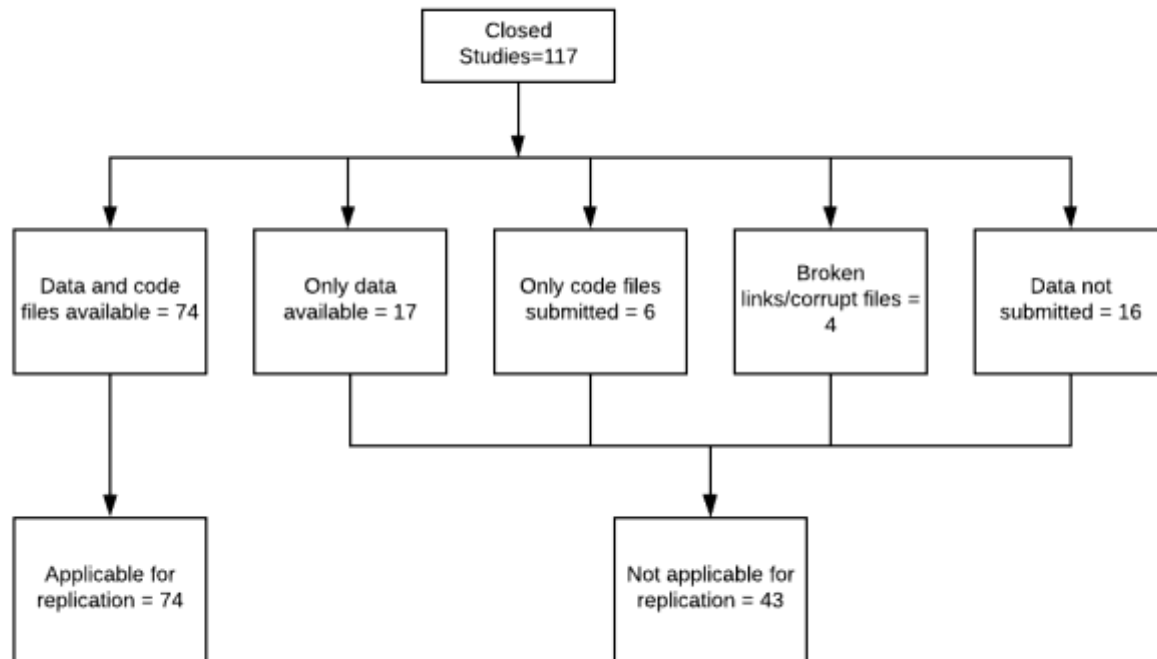 Closed
Studies=117
Data and code
files available = 74
Only data
available = 17
Only code files
submitted = 6
Broken
links/corrupt files =
4
Data not
submitted = 16
Applicable for
replication = 74
Not applicable for
replication = 43